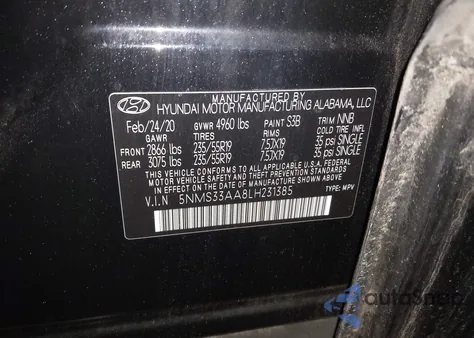 MANUFACTURED BY
HYUNDAI MOTOR MANUFACTURING ALABAMA, LLC
Feb/24/20 GVWR 4960 lbs PAINT S3B TRIM NNB
GAWR TIRES RIMS COLD TIRE INFL
FRONT 2866 lbs 235/55R19 7.5JX19 35 psi SINGLE
REAR 3075 lbs 235/55R19 7.5JX19 35 psi SINGLE
THIS VEHICLE CONFORMS TO ALL APPLICABLE FEDERAL
MOTOR VEHICLE SAFETY AND THEFT PREVENTION STANDARDS
IN EFFECT ON THE DATE OF MANUFACTURE SHOWN ABOVE.
V.I.N 5NMS33AA8LH231385 TYPE: MPV
autoSnap